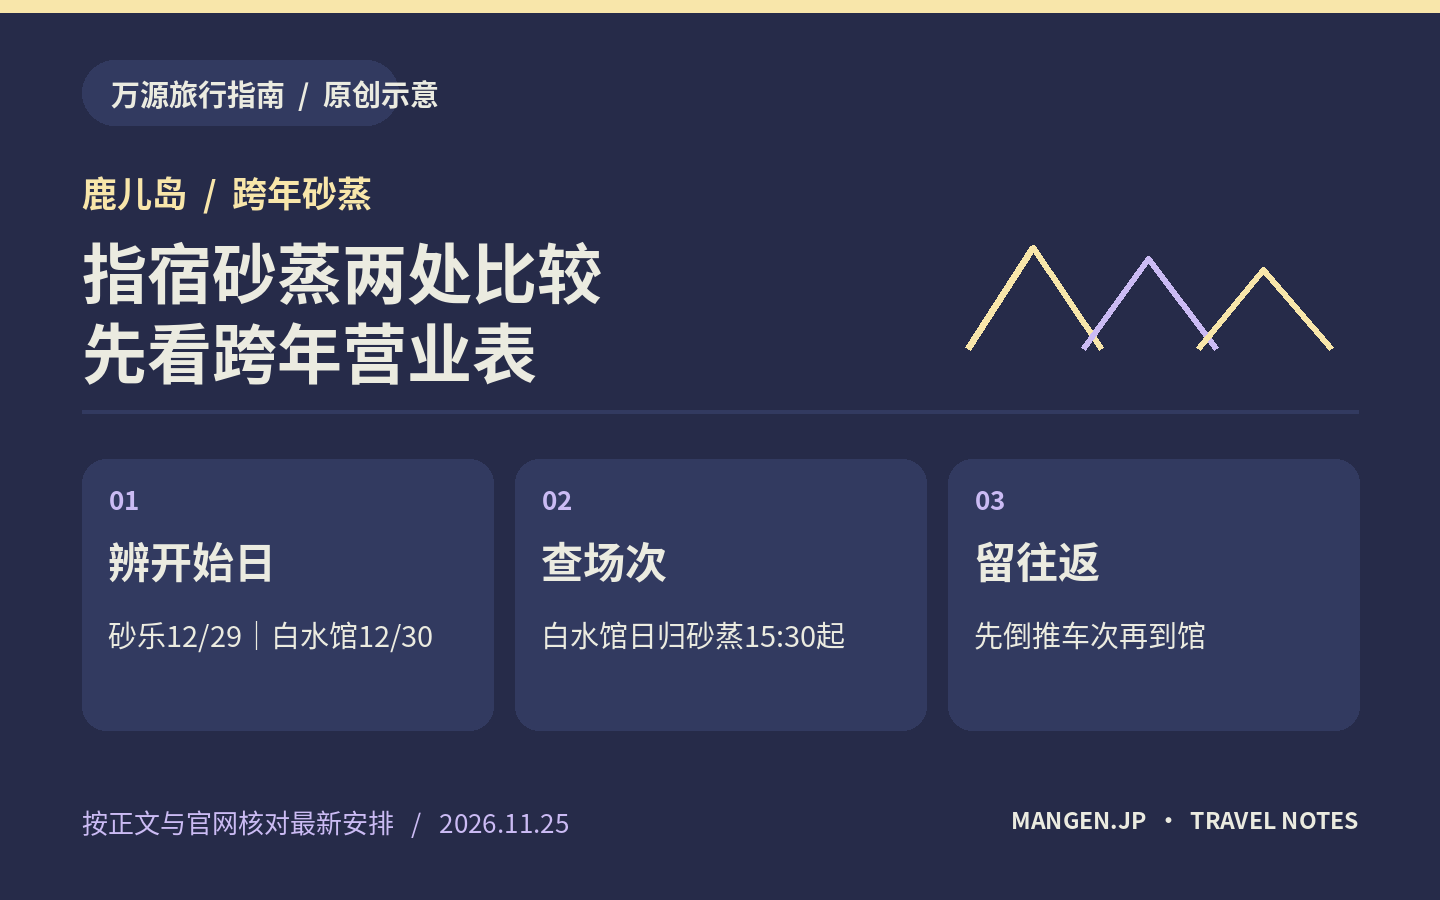 万源旅行指南 / 原创示意
鹿儿岛 / 跨年砂蒸
指宿砂蒸两处比较
先看跨年营业表
01
辨开始日
砂乐12/29｜白水馆12/30
02
查场次
白水馆日归砂蒸15:30起
03
留往返
先倒推车次再到馆
按正文与官网核对最新安排 / 2026.11.25
MANGEN.JP • TRAVEL NOTES